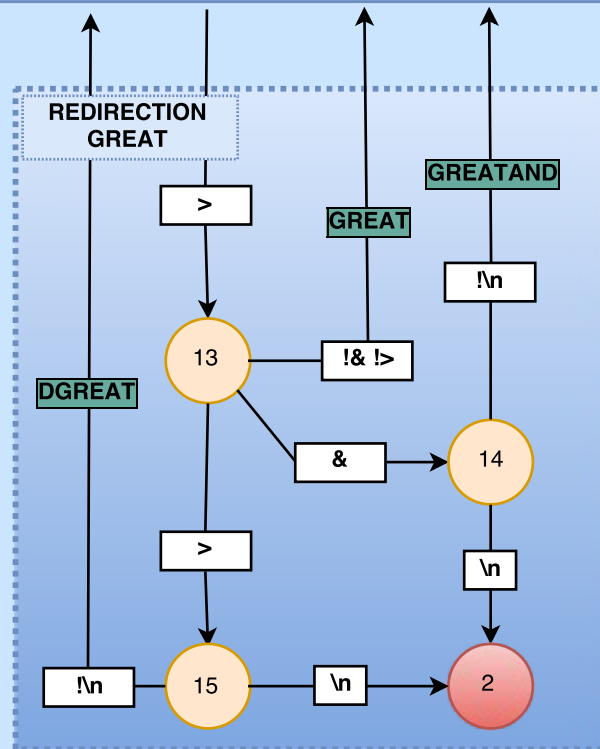 REDIRECTION
GREAT
GREATAND
>
GREAT
!\n
13
!& !>
DGREAT
&
14
>
\n
!\n
15
\n
2